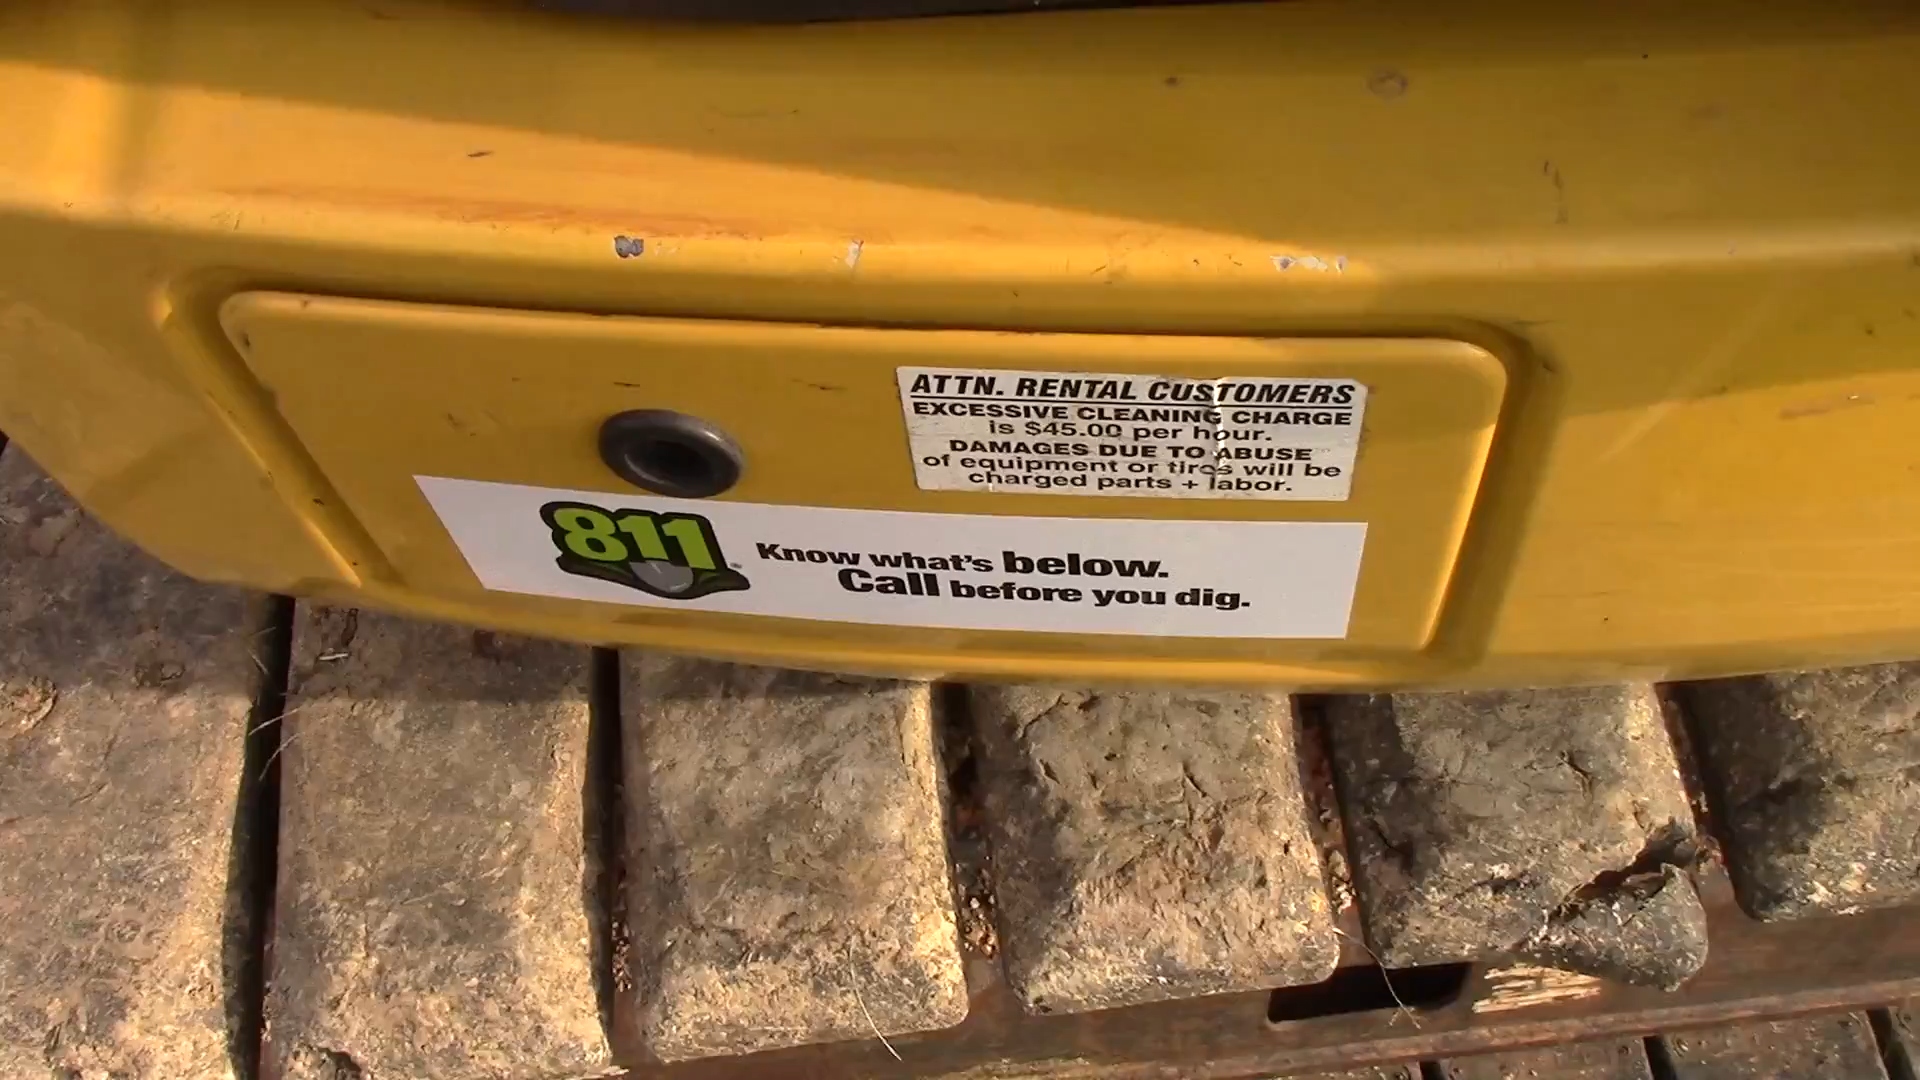 ATTN. RENTAL CUSTOMERS
EXCESSIVE CLEANING CHARGE
is $45.00 per hour.
DAMAGES DUE TO ABUSE
of equipment or tires will be
charged parts + labor.
811®
Know what's below.
Call before you dig.